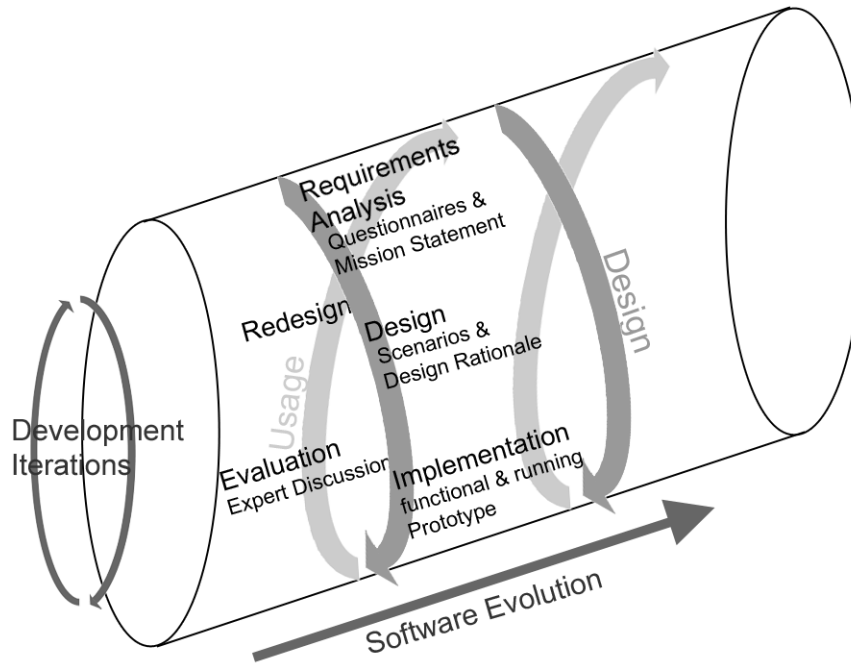 Requirements
Analysis
Questionnaires &
Mission Statement
Redesign
Design
Scenarios &
Design Rationale
Design
Usage
Development
Iterations
Evaluation
Expert Discussion
Implementation
functional & running
Prototype
Software Evolution